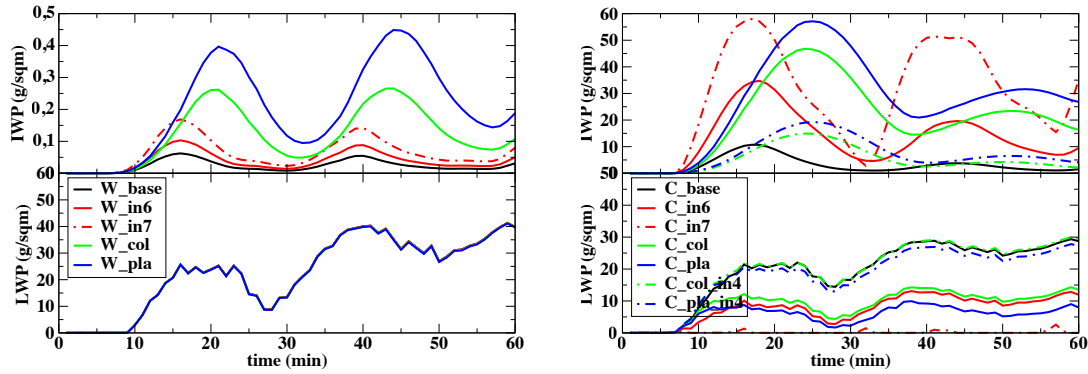 0,5
0,4
0,3
0,2
0,1
0
IWP (g/sqm)
60
50
40
30
20
10
0
LWP (g/sqm)
W_base
W_in6
W_in7
W_col
W_pla
0 10 20 30 40 50 60
time (min)
60
50
40
30
20
10
0
IWP (g/sqm)
50
40
30
20
10
0
LWP (g/sqm)
C_base
C_in6
C_in7
C_col
C_pla
C_col_in4
C_pla_in4
0 10 20 30 40 50 60
time (min)